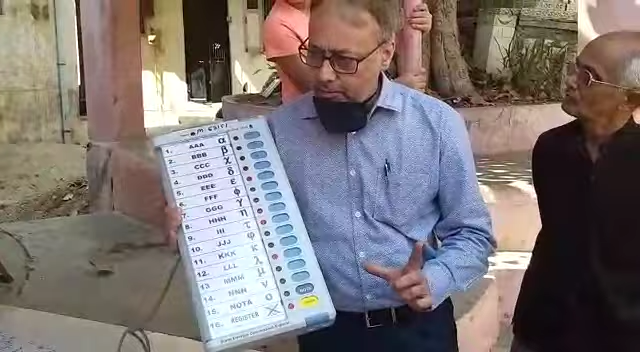 1. AAA α
2. BBB β
3. CCC χ
4. DDD δ
5. EEE ε
6. FFF φ
7. GGG γ
8. HHH η
9. III τ
10. JJJ φ
11. KKK κ
12. LLL λ
13 MMM μ
14. NNN ν
15. NOTA o
16. REGISTER